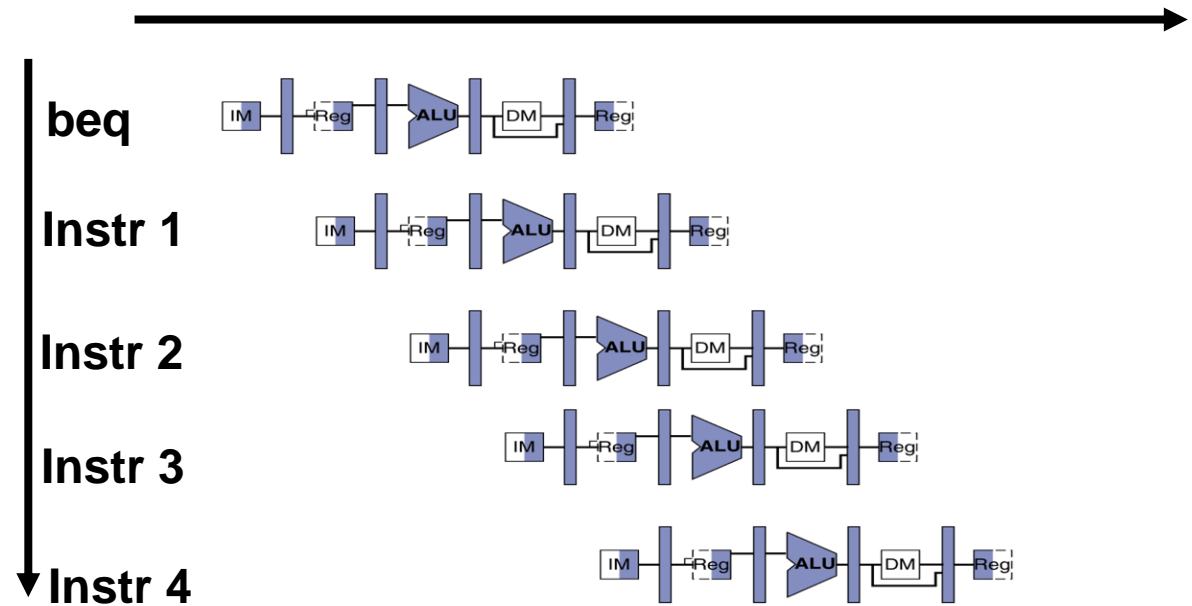 beq IM Reg ALU DM Reg
Instr 1 IM Reg ALU DM Reg
Instr 2 IM Reg ALU DM Reg
Instr 3 IM Reg ALU DM Reg
Instr 4 IM Reg ALU DM Reg